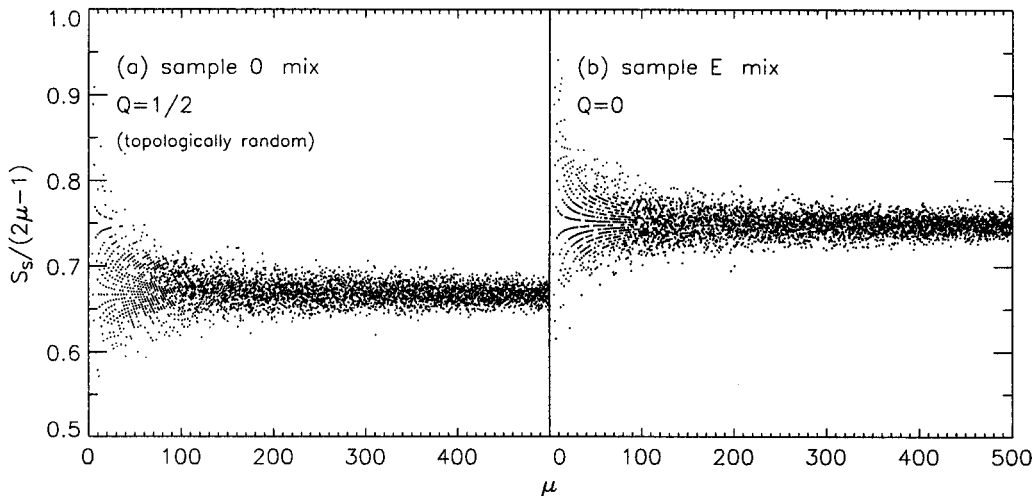 1.0
(a) sample O mix
(b) sample E mix
0.9
Q=1/2
Q=0
(topologically random)
0.8
S_s/(2μ−1)
0.7
0.6
0.5
0 100 200 300 400 0 100 200 300 400 500
μ